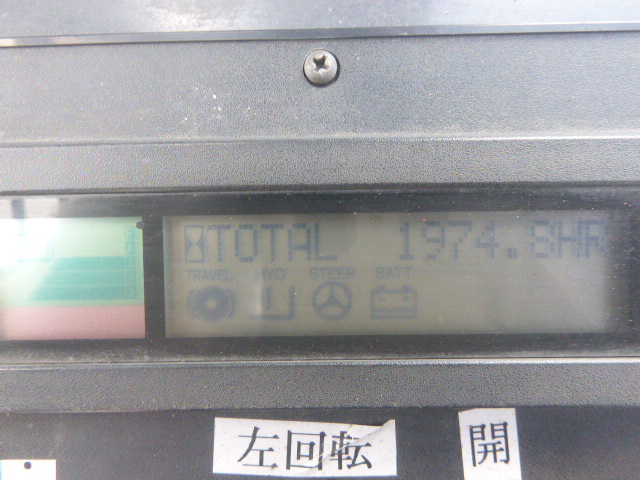 TOTAL 1974.8HR
TRAVEL HYD STEER BATT
左回転 開